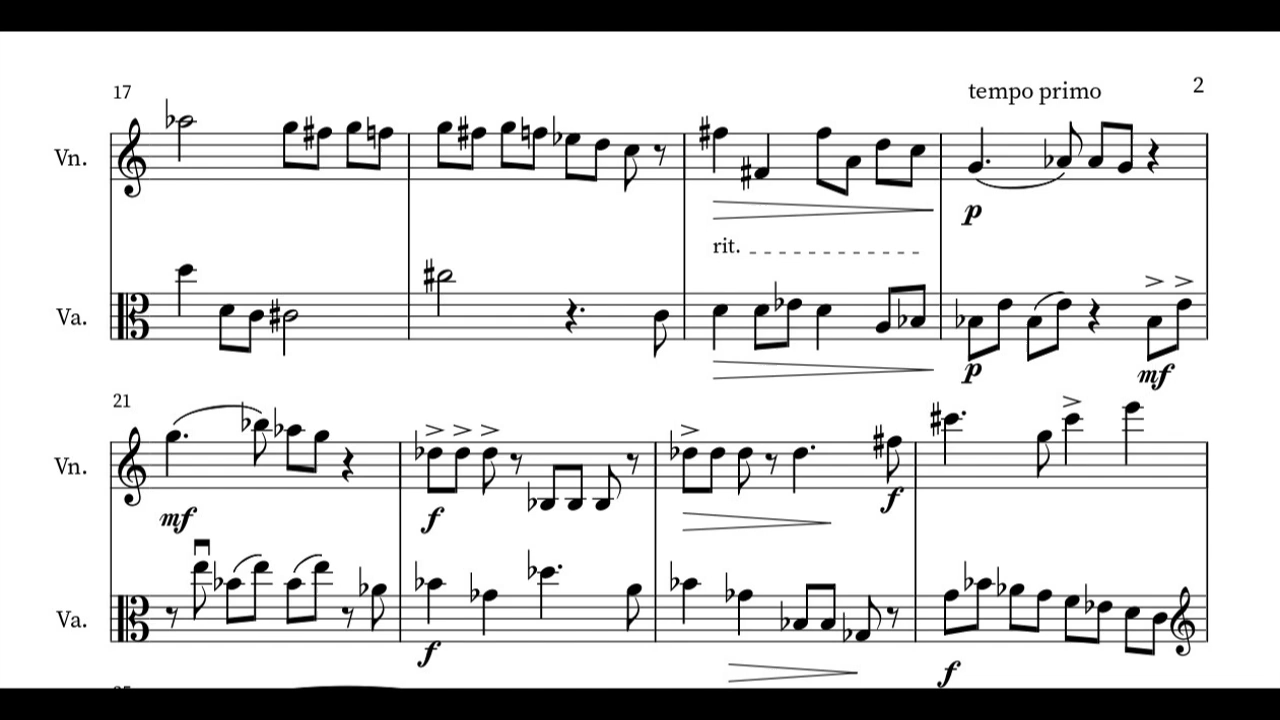 tempo primo 2
17
Vn.
p
rit.
Va.
p mf
21
Vn.
mf f f
Va.
f f